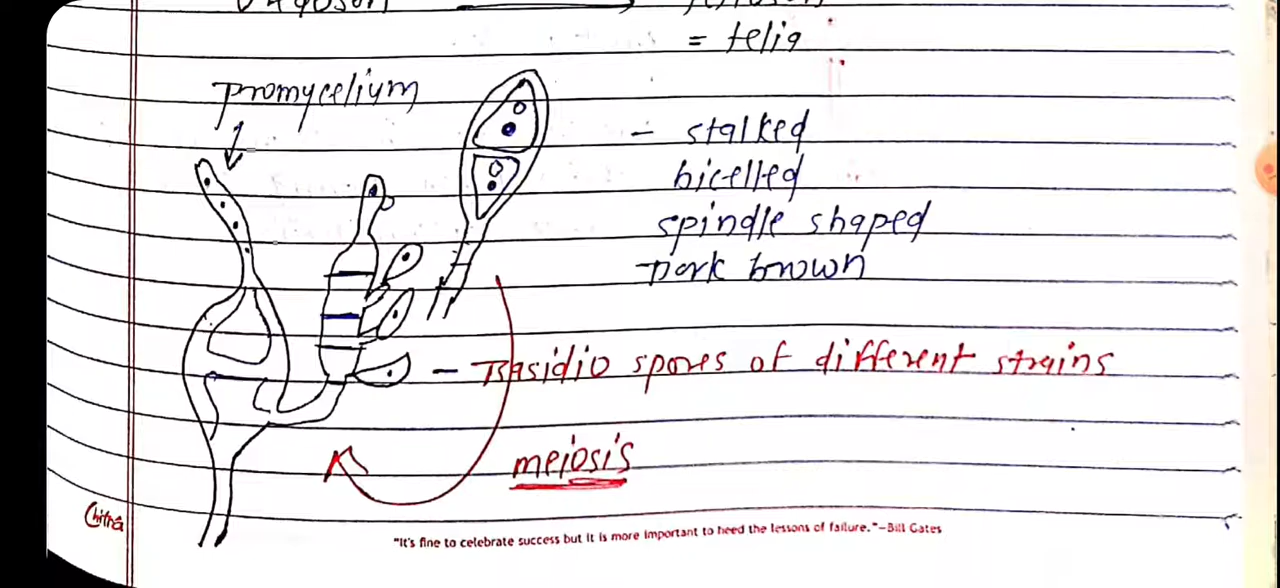 = telia
promycelium
- stalked
bicelled
spindle shaped
-Dark brown
- Basidio spores of different strains
meiosis
Chitra
"It's fine to celebrate success but it is more important to heed the lessons of failure."–Bill Gates